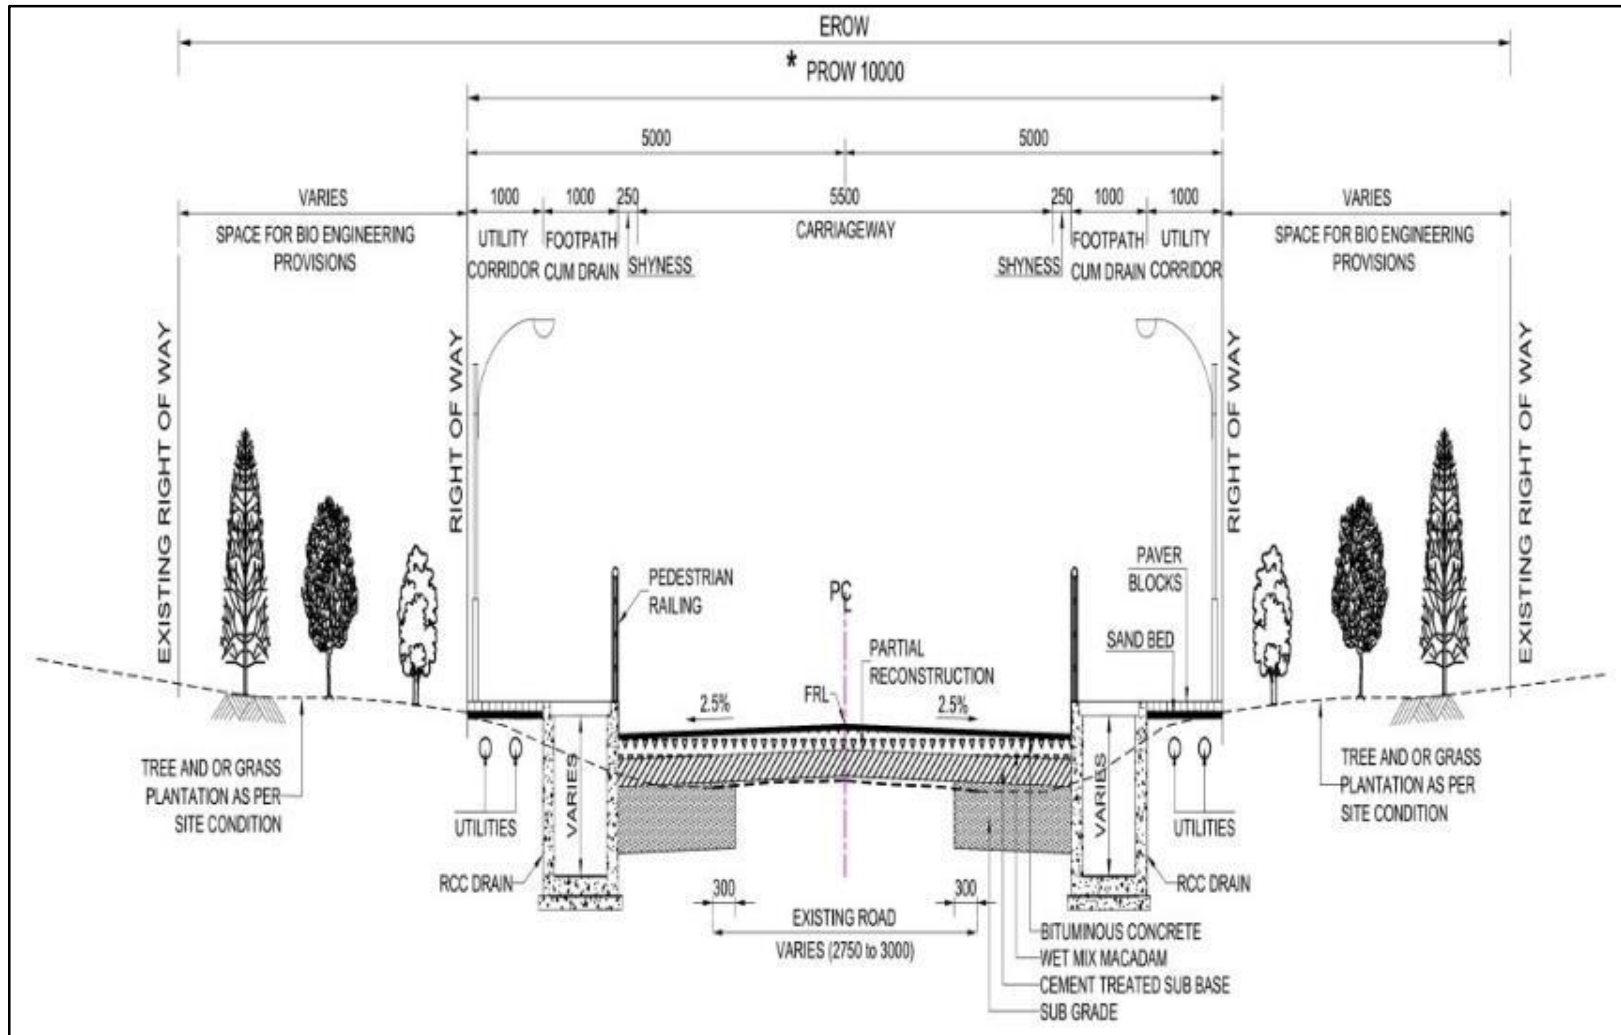 EROW
* PROW 10000
5000 5000
VARIES 1000 1000 250 5500 250 1000 1000 VARIES
SPACE FOR BIO ENGINEERING
PROVISIONS
UTILITY
CORRIDOR
FOOTPATH
CUM DRAIN
SHYNESS
CARRIAGEWAY
SHYNESS
FOOTPATH
CUM DRAIN
UTILITY
CORRIDOR
SPACE FOR BIO ENGINEERING
PROVISIONS
EXISTING RIGHT OF WAY
RIGHT OF WAY
RIGHT OF WAY
EXISTING RIGHT OF WAY
PEDESTRIAN
RAILING
PC
PARTIAL
RECONSTRUCTION
FRL
2.5% 2.5%
PAVER
BLOCKS
SAND BED
TREE AND OR GRASS
PLANTATION AS PER
SITE CONDITION
UTILITIES
VARIES
RCC DRAIN
VARIES
UTILITIES
RCC DRAIN
TREE AND OR GRASS
PLANTATION AS PER
SITE CONDITION
300 300
EXISTING ROAD
VARIES (2750 to 3000)
BITUMINOUS CONCRETE
WET MIX MACADAM
CEMENT TREATED SUB BASE
SUB GRADE